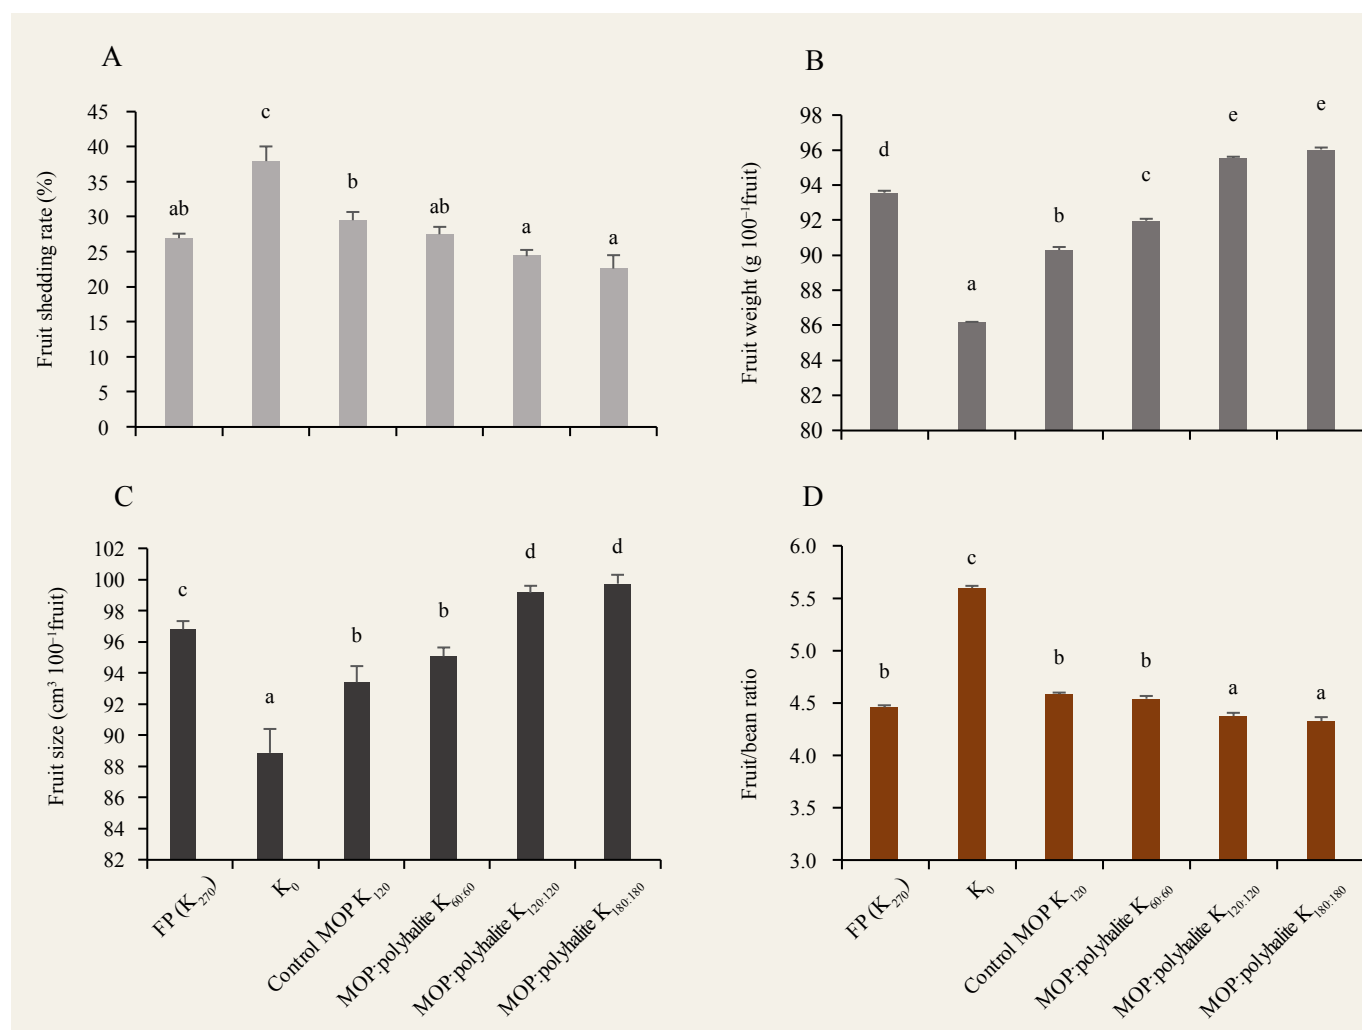 A
Fruit shedding rate (%)
45
40
35
30
25
20
15
10
5
0
ab
c
b
ab
a
a
B
Fruit weight (g 100⁻¹fruit)
98
96
94
92
90
88
86
84
82
80
d
a
b
c
e
e
C
Fruit size (cm³ 100⁻¹fruit)
102
100
98
96
94
92
90
88
86
84
82
c
a
b
b
d
d
FP (K₂₇₀)
K₀
Control MOP K₁₂₀
MOP:polyhalite K₆₀:₆₀
MOP:polyhalite K₁₂₀:₁₂₀
MOP:polyhalite K₁₈₀:₁₈₀
D
Fruit/bean ratio
6.0
5.5
5.0
4.5
4.0
3.5
3.0
b
c
b
b
a
a
FP (K₂₇₀)
K₀
Control MOP K₁₂₀
MOP:polyhalite K₆₀:₆₀
MOP:polyhalite K₁₂₀:₁₂₀
MOP:polyhalite K₁₈₀:₁₈₀